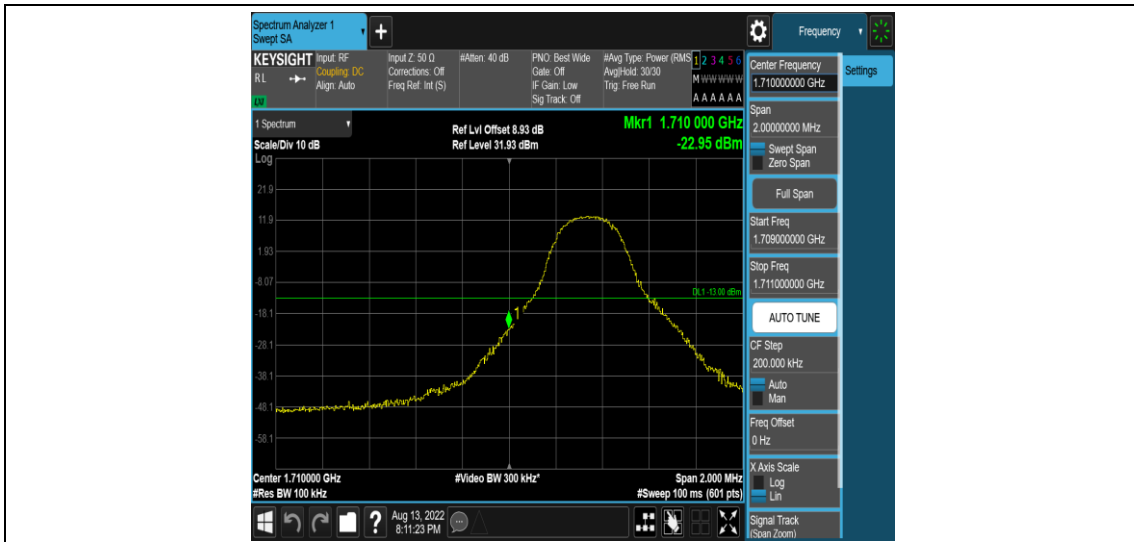 Spectrum Analyzer 1
Swept SA
+
Frequency
KEYSIGHT
RL
LXI
Input: RF
Coupling: DC
Align: Auto
Input Z: 50 Ω
Corrections: Off
Freq Ref: Int (S)
#Atten: 40 dB
PNO: Best Wide
Gate: Off
IF Gain: Low
Sig Track: Off
#Avg Type: Power (RMS
Avg|Hold: 30/30
Trig: Free Run
1 2 3 4 5 6
M W W W W W
A A A A A A
1 Spectrum
Scale/Div 10 dB
Log
Ref Lvl Offset 8.93 dB
Ref Level 31.93 dBm
Mkr1 1.710 000 GHz
-22.95 dBm
21.9
11.9
1.93
-8.07
-18.1
-28.1
-38.1
-48.1
-58.1
DL1 -13.00 dBm
1
Center 1.710000 GHz
#Res BW 100 kHz
#Video BW 300 kHz*
Span 2.000 MHz
#Sweep 100 ms (601 pts)
Center Frequency
1.710000000 GHz
Settings
Span
2.00000000 MHz
Swept Span
Zero Span
Full Span
Start Freq
1.709000000 GHz
Stop Freq
1.711000000 GHz
AUTO TUNE
CF Step
200.000 kHz
Auto
Man
Freq Offset
0 Hz
X Axis Scale
Log
Lin
Signal Track
(Span Zoom)
?
Aug 13, 2022
8:11:23 PM